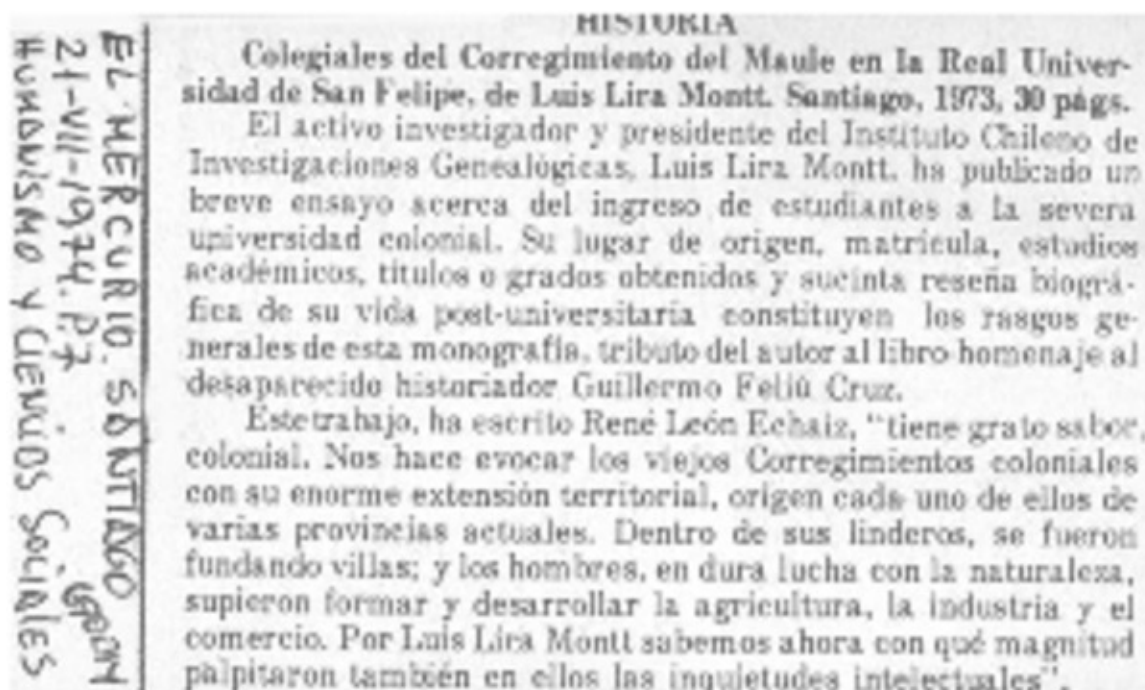 HISTORIA
Colegiales del Corregimiento del Maule en la Real Univer-
sidad de San Felipe, de Luis Lira Montt. Santiago, 1973, 30 págs.
El activo investigador y presidente del Instituto Chileno de
Investigaciones Genealógicas, Luis Lira Montt, ha publicado un
breve ensayo acerca del ingreso de estudiantes a la severa
universidad colonial. Su lugar de origen, matrícula, estudios
académicos, títulos o grados obtenidos y sucinta reseña biográ-
fica de su vida post-universitaria constituyen los rasgos ge-
nerales de esta monografía, tributo del autor al libro homenaje al
desaparecido historiador Guillermo Feliú Cruz.
Este trabajo, ha escrito René León Echaiz, "tiene grato sabor
colonial. Nos hace evocar los viejos Corregimientos coloniales
con su enorme extensión territorial, origen cada uno de ellos de
varias provincias actuales. Dentro de sus linderos, se fueron
fundando villas; y los hombres, en dura lucha con la naturaleza,
supieron formar y desarrollar la agricultura, la industria y el
comercio. Por Luis Lira Montt sabemos ahora con qué magnitud
palpitaron también en ellos las inquietudes intelectuales".
EL MERCURIO. SANTIAGO
21-VII-1974. P.7
HUMANISMO Y CIENCIAS SOCIALES